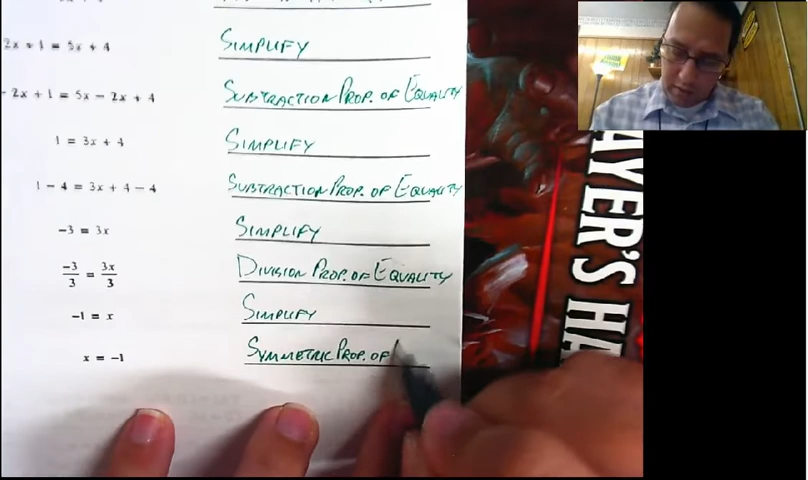 2x + 1 = 5x + 4 SIMPLIFY
- 2x + 1 = 5x - 2x + 4 SUBTRACTION PROP. OF EQUALITY
1 = 3x + 4 SIMPLIFY
1 - 4 = 3x + 4 - 4 SUBTRACTION PROP. OF EQUALITY
-3 = 3x SIMPLIFY
-3/3 = 3x/3 DIVISION PROP. OF EQUALITY
-1 = x SIMPLIFY
x = -1 SYMMETRIC PROP. OF
AYER'S HA